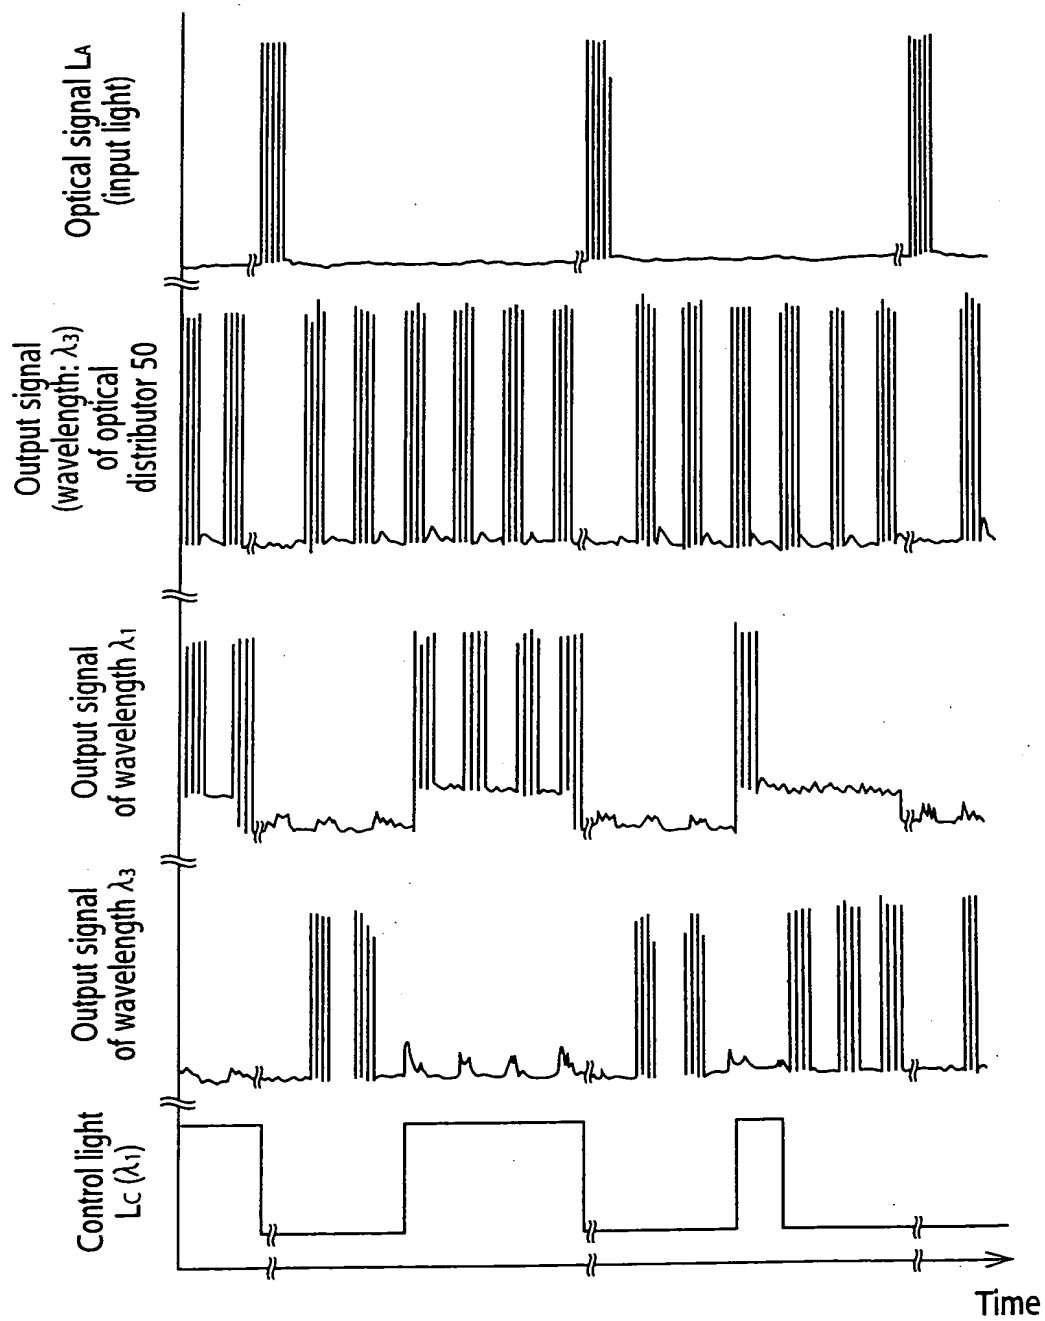 Optical signal LA
(input light)
Output signal
(wavelength: λ3)
of optical
distributor 50
Output signal
of wavelength λ1
Output signal
of wavelength λ3
Control light
LC (λ1)
Time